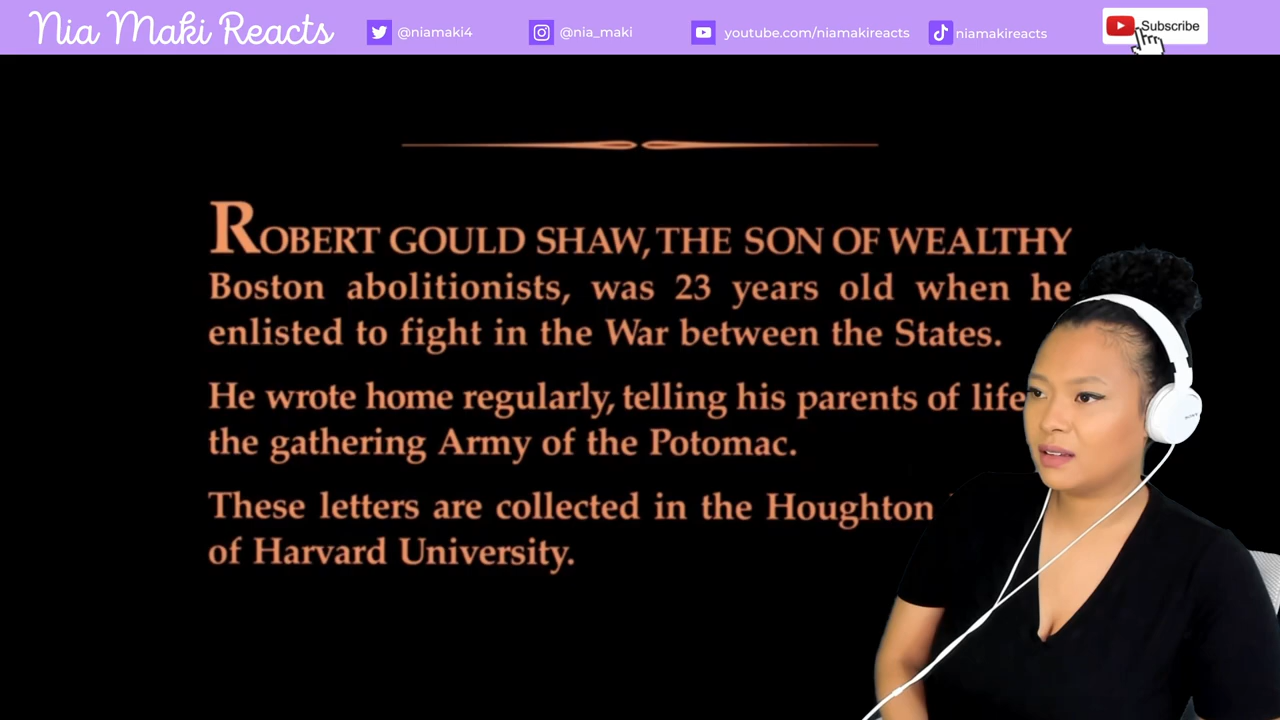 Nia Maki Reacts @niamaki4 @nia_maki youtube.com/niamakireacts niamakireacts Subscribe
ROBERT GOULD SHAW, THE SON OF WEALTHY
Boston abolitionists, was 23 years old when he
enlisted to fight in the War between the States.
He wrote home regularly, telling his parents of life
the gathering Army of the Potomac.
These letters are collected in the Houghton
of Harvard University.